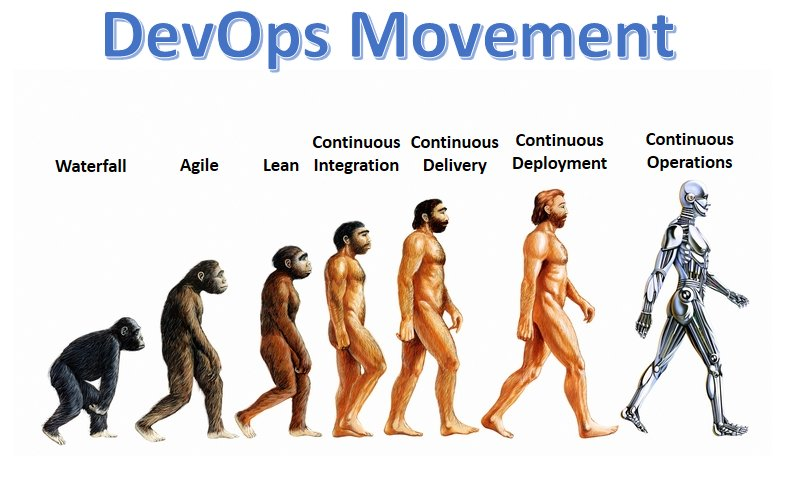 DevOps Movement
Waterfall
Agile
Lean
Continuous
Integration
Continuous
Delivery
Continuous
Deployment
Continuous
Operations